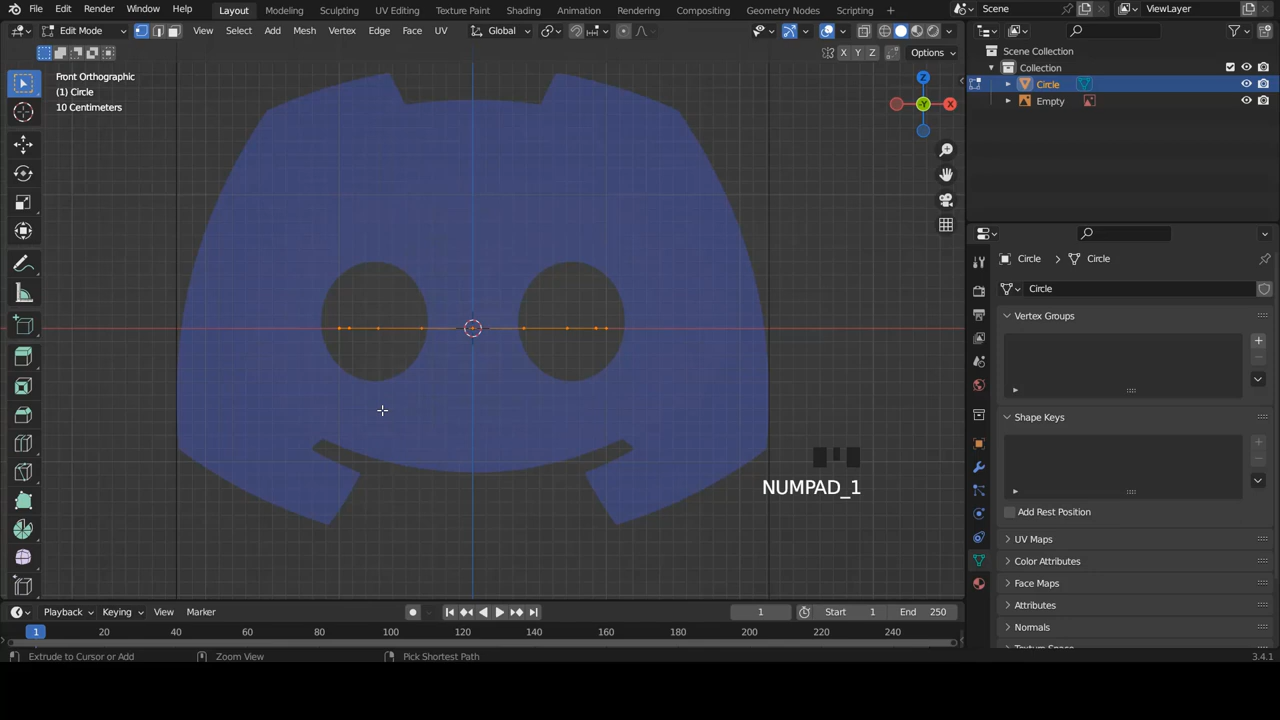 File Edit Render Window Help Layout Modeling Sculpting UV Editing Texture Paint Shading Animation Rendering Compositing Geometry Nodes Scripting Scene ViewLayer
Edit Mode View Select Add Mesh Vertex Edge Face UV Global
X Y Z Options
Scene Collection
Collection
Circle
Empty
Front Orthographic
(1) Circle
10 Centimeters
Z
Y X
Circle > Circle
Circle
Vertex Groups
Shape Keys
Add Rest Position
UV Maps
Color Attributes
Face Maps
Attributes
Normals
Texture Space
NUMPAD_1
Playback Keying View Marker 1 Start 1 End 250
1 20 40 60 80 100 120 140 160 180 200 220 240
Extrude to Cursor or Add Zoom View Pick Shortest Path 3.4.1